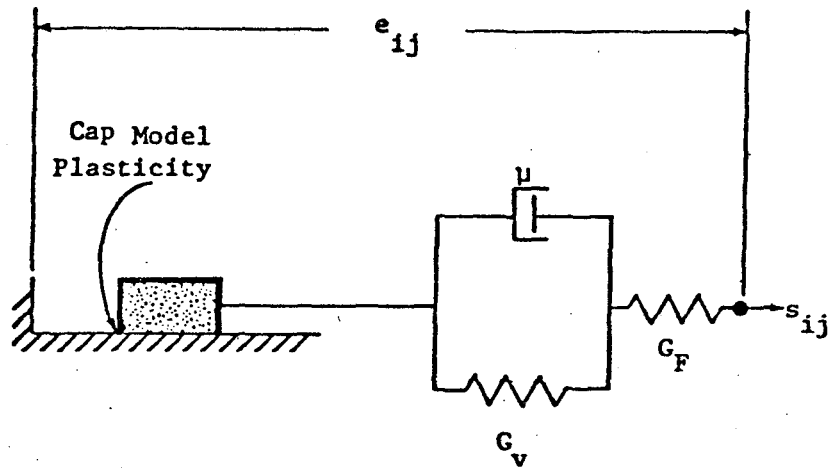 e_ij
Cap Model
Plasticity
μ
s_ij
G_F
G_v